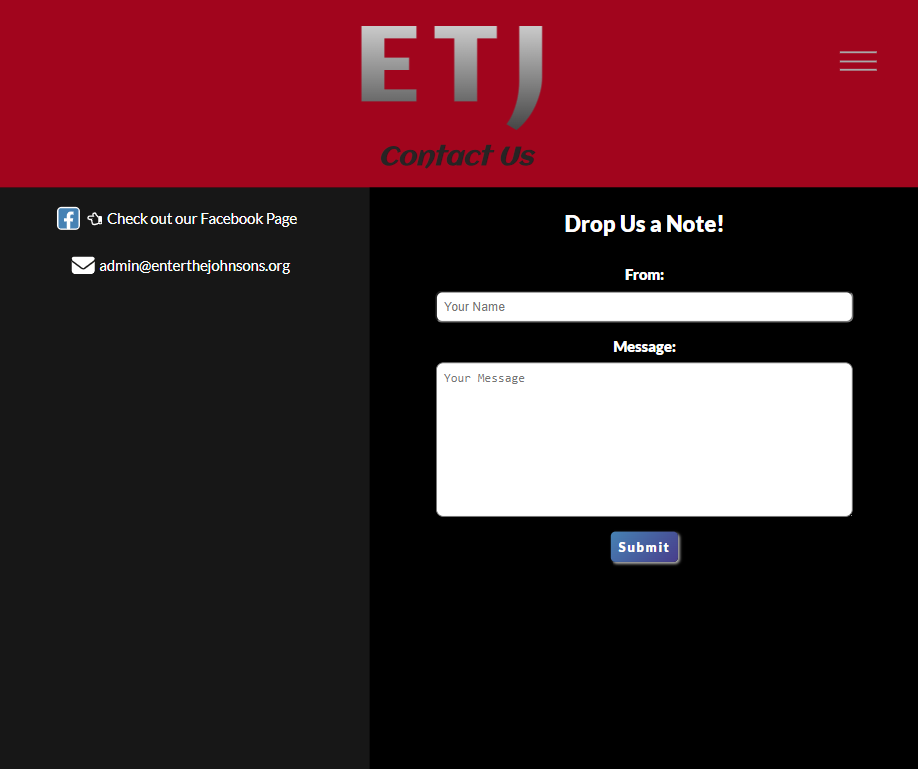 ETJ
Contact Us
Check out our Facebook Page
admin@enterthejohnsons.org
Drop Us a Note!
From:
Your Name
Message:
Your Message
Submit